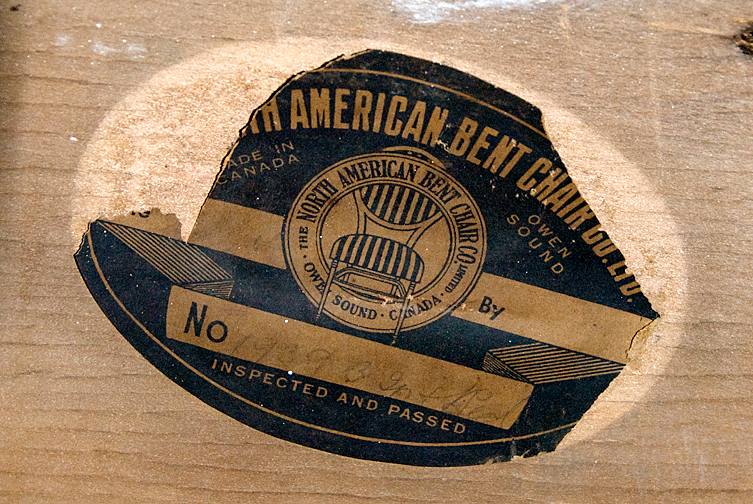 TH AMERICAN BENT CHAIR CO. LTD.
ADE IN
CANADA
OWEN
SOUND
· THE NORTH AMERICAN BENT CHAIR CO. LIMITED ·
OWEN SOUND · CANADA
By
No
INSPECTED AND PASSED